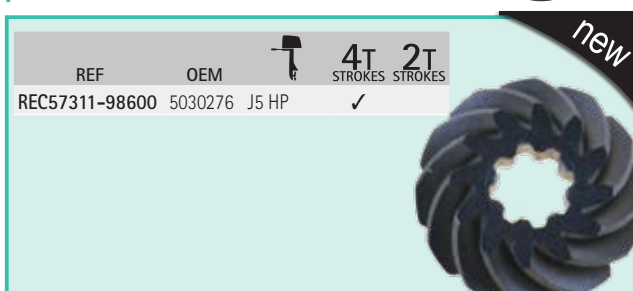 new
4T 2T
REF OEM STROKES STROKES
REC57311-98600 5030276 J5 HP ✓